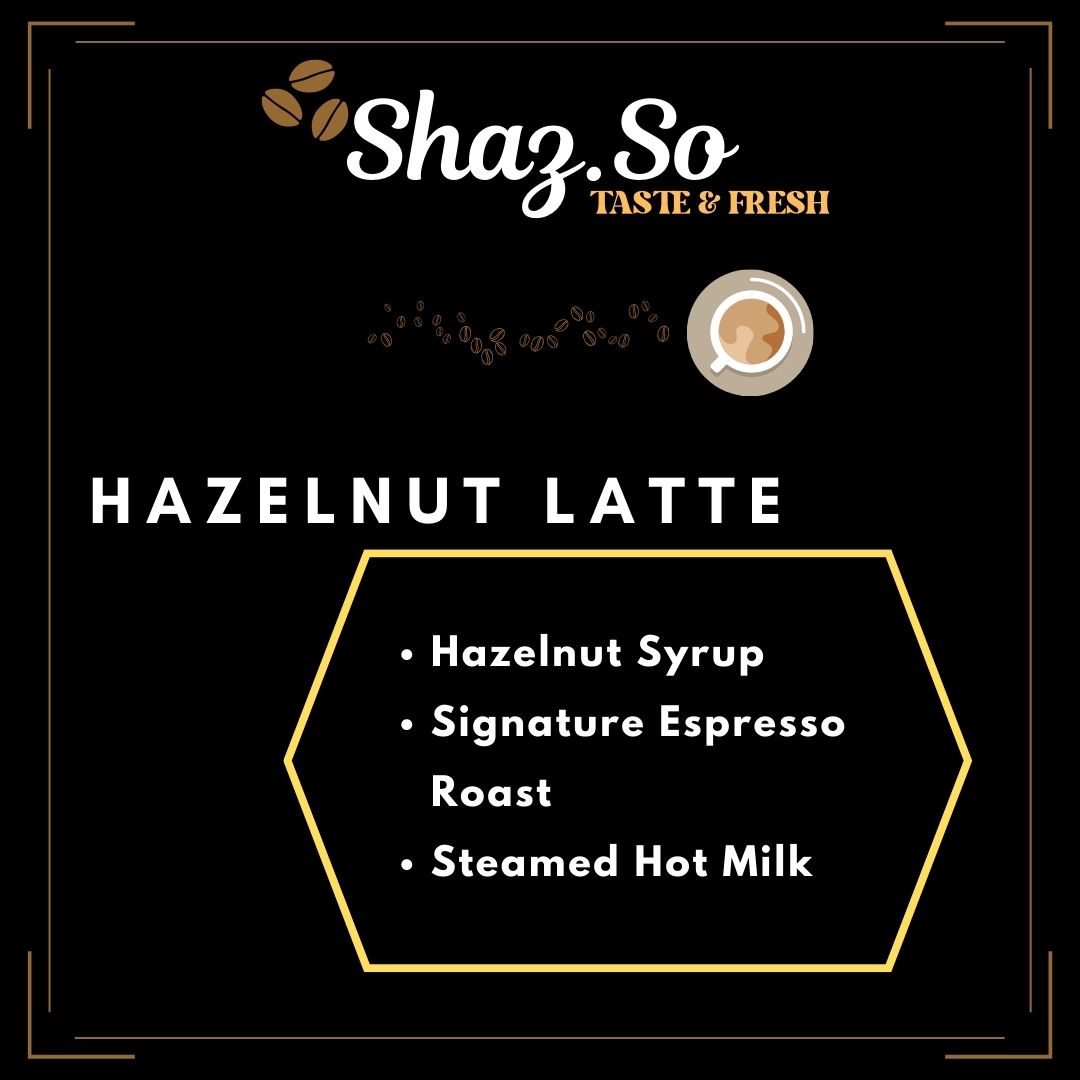 Shaz.So
TASTE & FRESH
HAZELNUT LATTE
• Hazelnut Syrup
• Signature Espresso
Roast
• Steamed Hot Milk